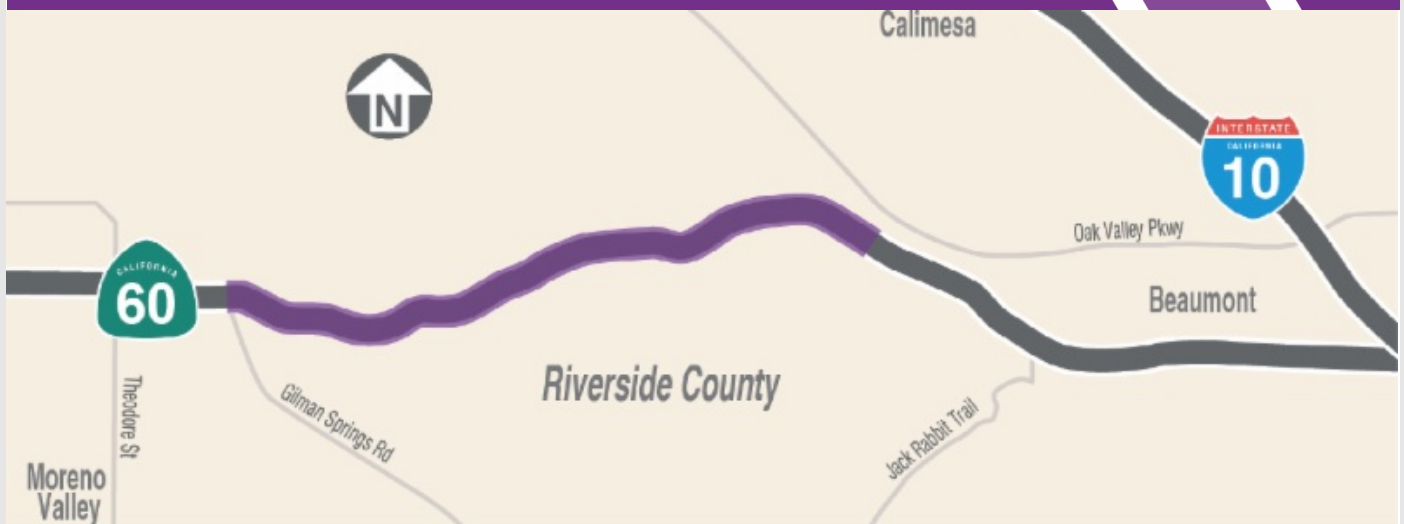 Calimesa
N
INTERSTATE
CALIFORNIA
10
Oak Valley Pkwy
CALIFORNIA
60
Beaumont
Riverside County
Theodore St
Gilman Springs Rd
Jack Rabbit Trail
Moreno
Valley